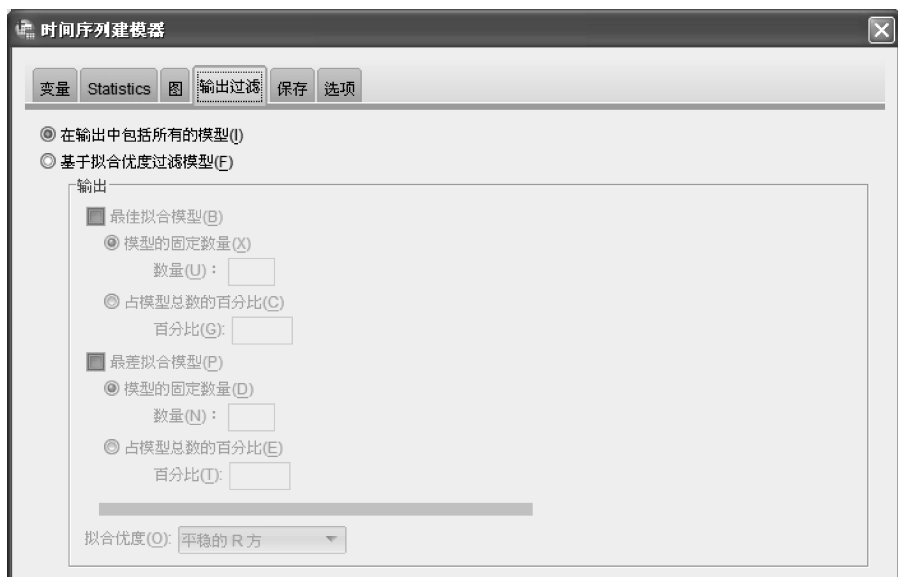 时间序列建模器
变量 Statistics 图 输出过滤 保存 选项
在输出中包括所有的模型(I)
基于拟合优度过滤模型(F)
输出
最佳拟合模型(B)
模型的固定数量(X)
数量(U)：
占模型总数的百分比(C)
百分比(G):
最差拟合模型(P)
模型的固定数量(D)
数量(N)：
占模型总数的百分比(E)
百分比(T):
拟合优度(O): 平稳的 R 方